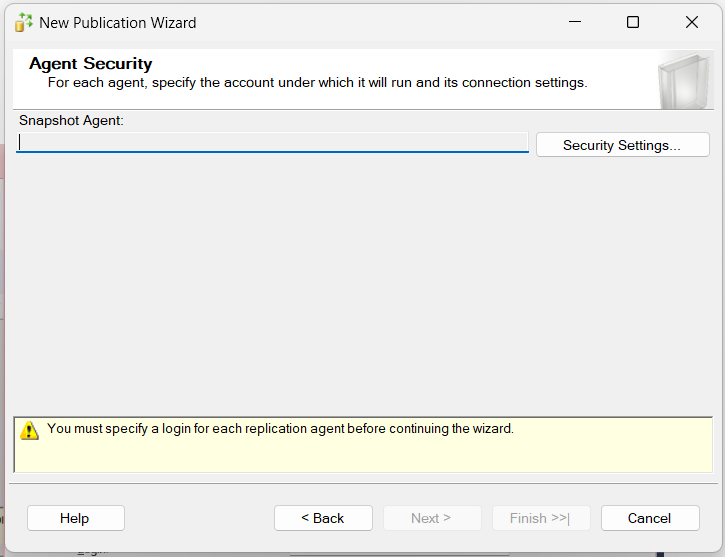 New Publication Wizard
Agent Security
For each agent, specify the account under which it will run and its connection settings.
Snapshot Agent:
Security Settings...
You must specify a login for each replication agent before continuing the wizard.
Help
< Back
Next >
Finish >>|
Cancel